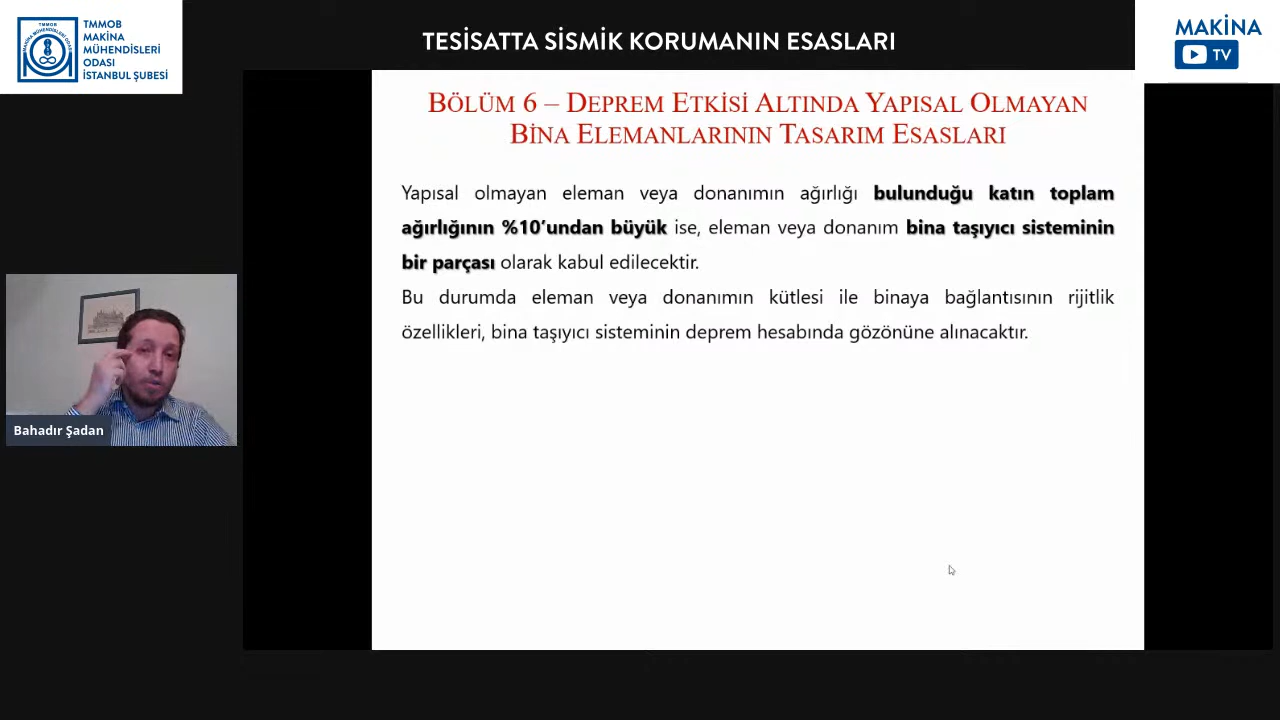 TMMOB
MAKİNA
MÜHENDİSLERİ
ODASI
İSTANBUL ŞUBESİ
TESİSATTA SİSMİK KORUMANIN ESASLARI
MAKİNA
TV
BÖLÜM 6 – DEPREM ETKİSİ ALTINDA YAPISAL OLMAYAN
BİNA ELEMANLARININ TASARIM ESASLARI
Yapısal olmayan eleman veya donanımın ağırlığı bulunduğu katın toplam
ağırlığının %10’undan büyük ise, eleman veya donanım bina taşıyıcı sisteminin
bir parçası olarak kabul edilecektir.
Bu durumda eleman veya donanımın kütlesi ile binaya bağlantısının rijitlik
özellikleri, bina taşıyıcı sisteminin deprem hesabında gözönüne alınacaktır.
Bahadır Şadan